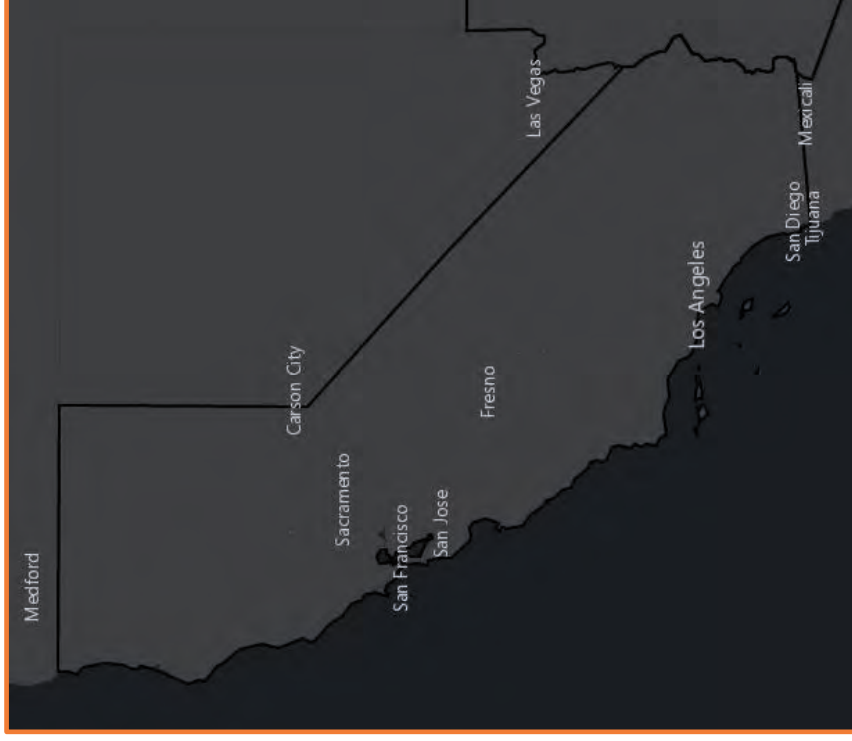 Medford
Carson City
Sacramento
San Francisco
San Jose
Fresno
Las Vegas
Los Angeles
San Diego
Tijuana
Mexicali